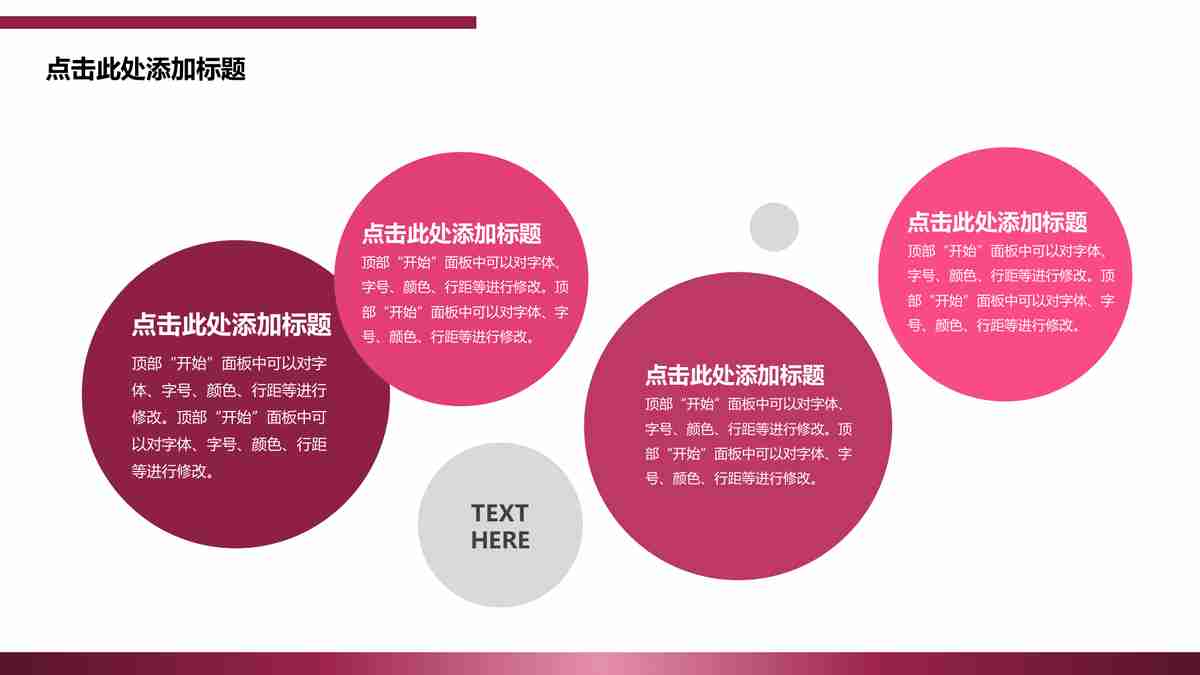 点击此处添加标题
点击此处添加标题
顶部“开始”面板中可以对字
体、字号、颜色、行距等进行
修改。顶部“开始”面板中可
以对字体、字号、颜色、行距
等进行修改。
点击此处添加标题
顶部“开始”面板中可以对字体、
字号、颜色、行距等进行修改。顶
部“开始”面板中可以对字体、字
号、颜色、行距等进行修改。
TEXT
HERE
点击此处添加标题
顶部“开始”面板中可以对字体、
字号、颜色、行距等进行修改。顶
部“开始”面板中可以对字体、字
号、颜色、行距等进行修改。
点击此处添加标题
顶部“开始”面板中可以对字体、
字号、颜色、行距等进行修改。顶
部“开始”面板中可以对字体、字
号、颜色、行距等进行修改。